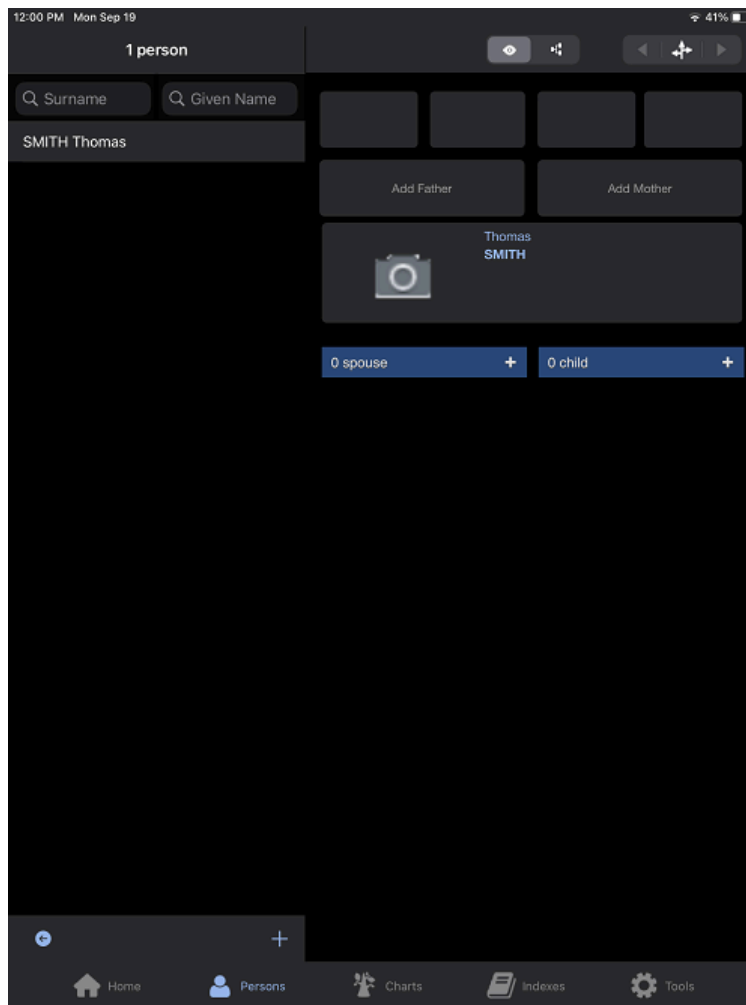 12:00 PM Mon Sep 19
41%
1 person
Surname
Given Name
SMITH Thomas
Add Father
Add Mother
Thomas
SMITH
0 spouse +
0 child +
Home
Persons
Charts
Indexes
Tools